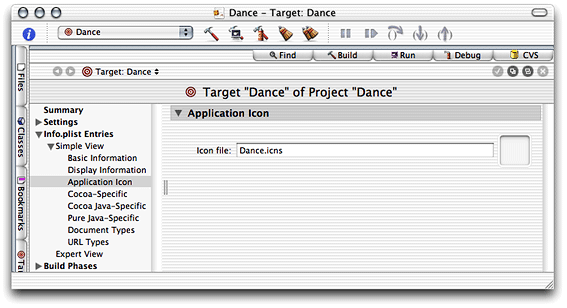 Dance – Target: Dance
Dance
Find
Build
Run
Debug
CVS
Target: Dance
Target "Dance" of Project "Dance"
Files
Classes
Bookmarks
Summary
Settings
Info.plist Entries
Simple View
Basic Information
Display Information
Application Icon
Cocoa-Specific
Cocoa Java-Specific
Pure Java-Specific
Document Types
URL Types
Expert View
Build Phases
Application Icon
Icon file: Dance.icns